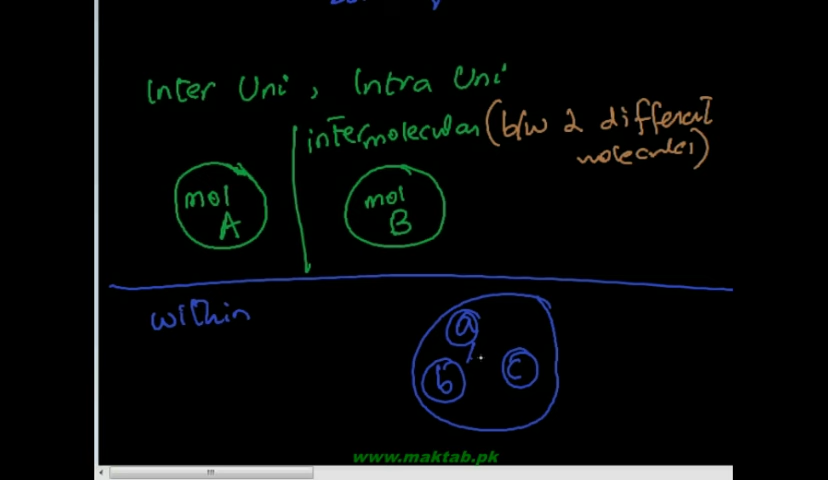 Inter Uni , Intra Uni
intermolecular (b/w 2 different
molecules)
mol
A
mol
B
within
a
b
c
www.maktab.pk